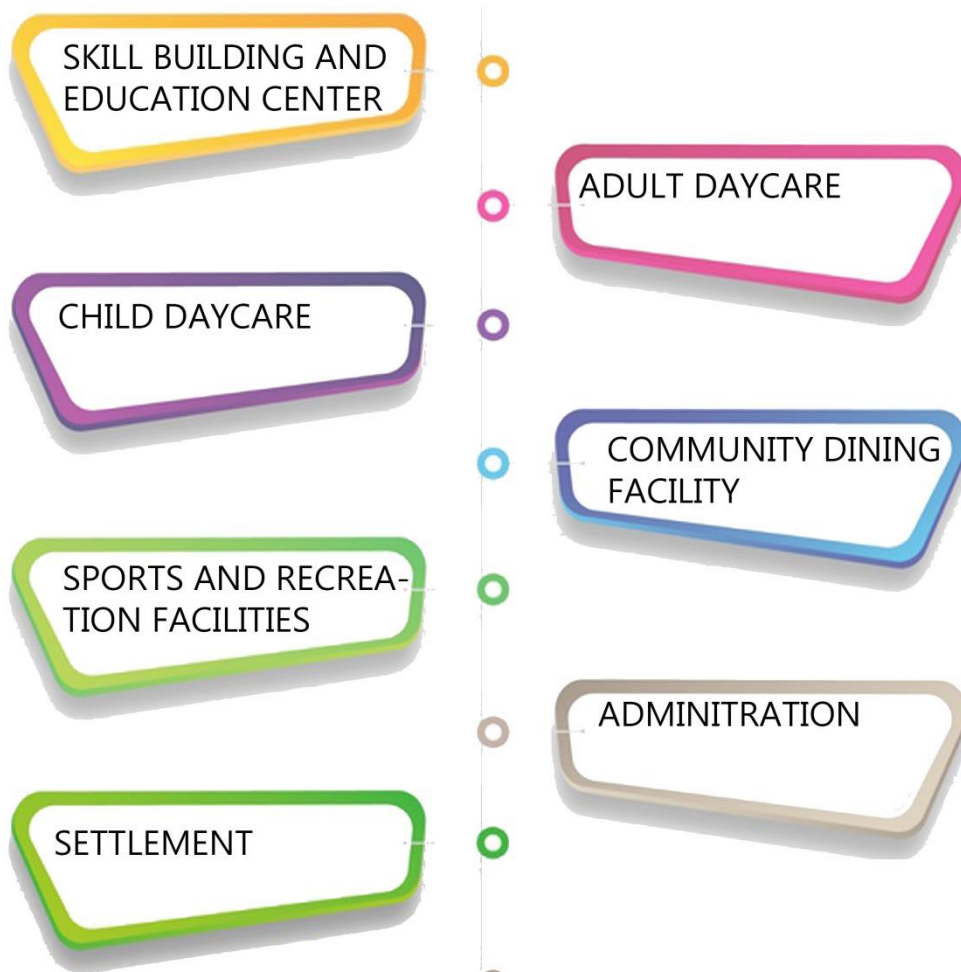 SKILL BUILDING AND
EDUCATION CENTER
ADULT DAYCARE
CHILD DAYCARE
COMMUNITY DINING
FACILITY
SPORTS AND RECREA-
TION FACILITIES
ADMINITRATION
SETTLEMENT